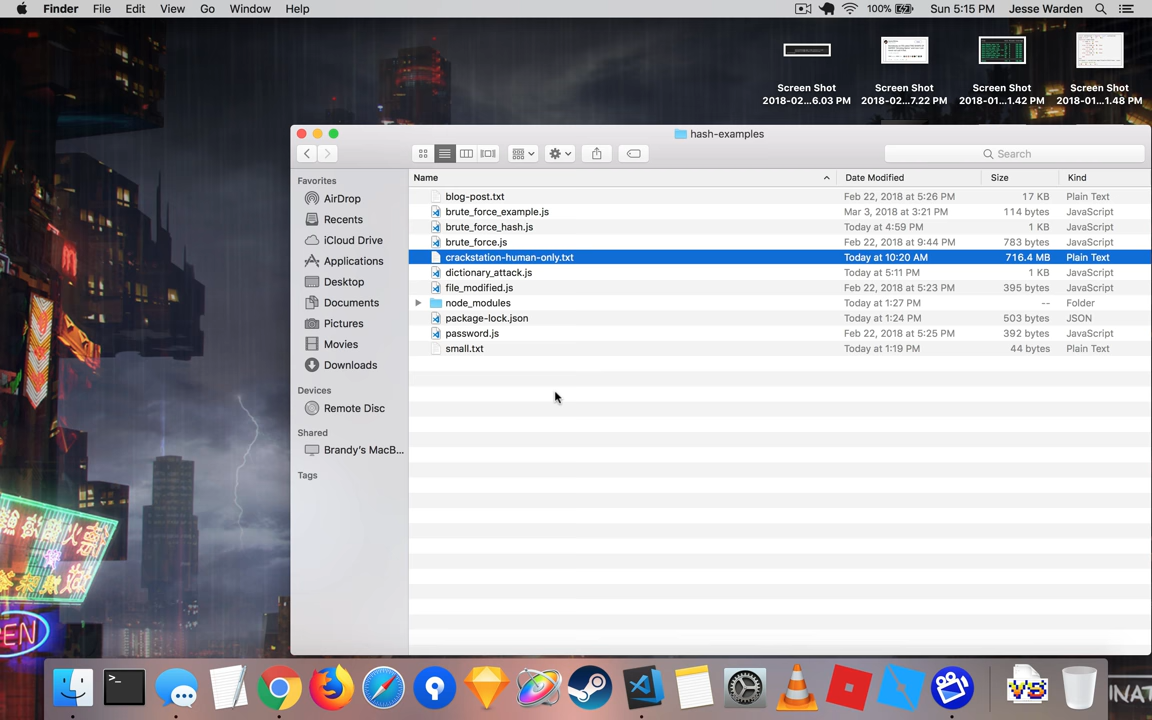 Finder File Edit View Go Window Help 100% Sun 5:15 PM Jesse Warden
Screen Shot 2018-02...6.03 PM
Screen Shot 2018-02...7.22 PM
Screen Shot 2018-01...1.42 PM
Screen Shot 2018-01...1.48 PM
hash-examples
Search
Favorites
AirDrop
Recents
iCloud Drive
Applications
Desktop
Documents
Pictures
Movies
Downloads
Devices
Remote Disc
Shared
Brandy's MacB...
Tags
Name Date Modified Size Kind
blog-post.txt Feb 22, 2018 at 5:26 PM 17 KB Plain Text
brute_force_example.js Mar 3, 2018 at 3:21 PM 114 bytes JavaScript
brute_force_hash.js Today at 4:59 PM 1 KB JavaScript
brute_force.js Feb 22, 2018 at 9:44 PM 783 bytes JavaScript
crackstation-human-only.txt Today at 10:20 AM 716.4 MB Plain Text
dictionary_attack.js Today at 5:11 PM 1 KB JavaScript
file_modified.js Feb 22, 2018 at 5:23 PM 395 bytes JavaScript
node_modules Today at 1:27 PM -- Folder
package-lock.json Today at 1:24 PM 503 bytes JSON
password.js Feb 22, 2018 at 5:25 PM 392 bytes JavaScript
small.txt Today at 1:19 PM 44 bytes Plain Text
>_
VS